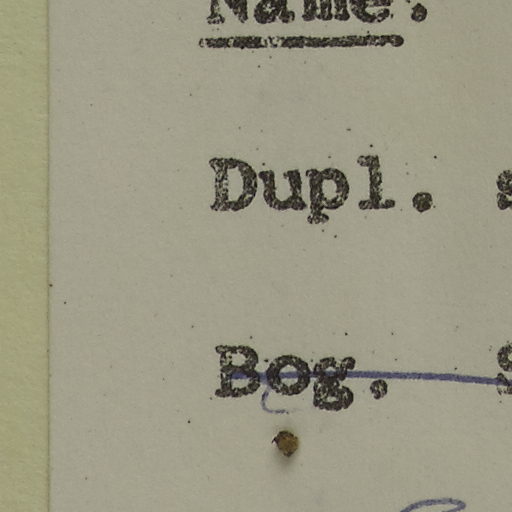 Name.
Dupl. s
Bog. S